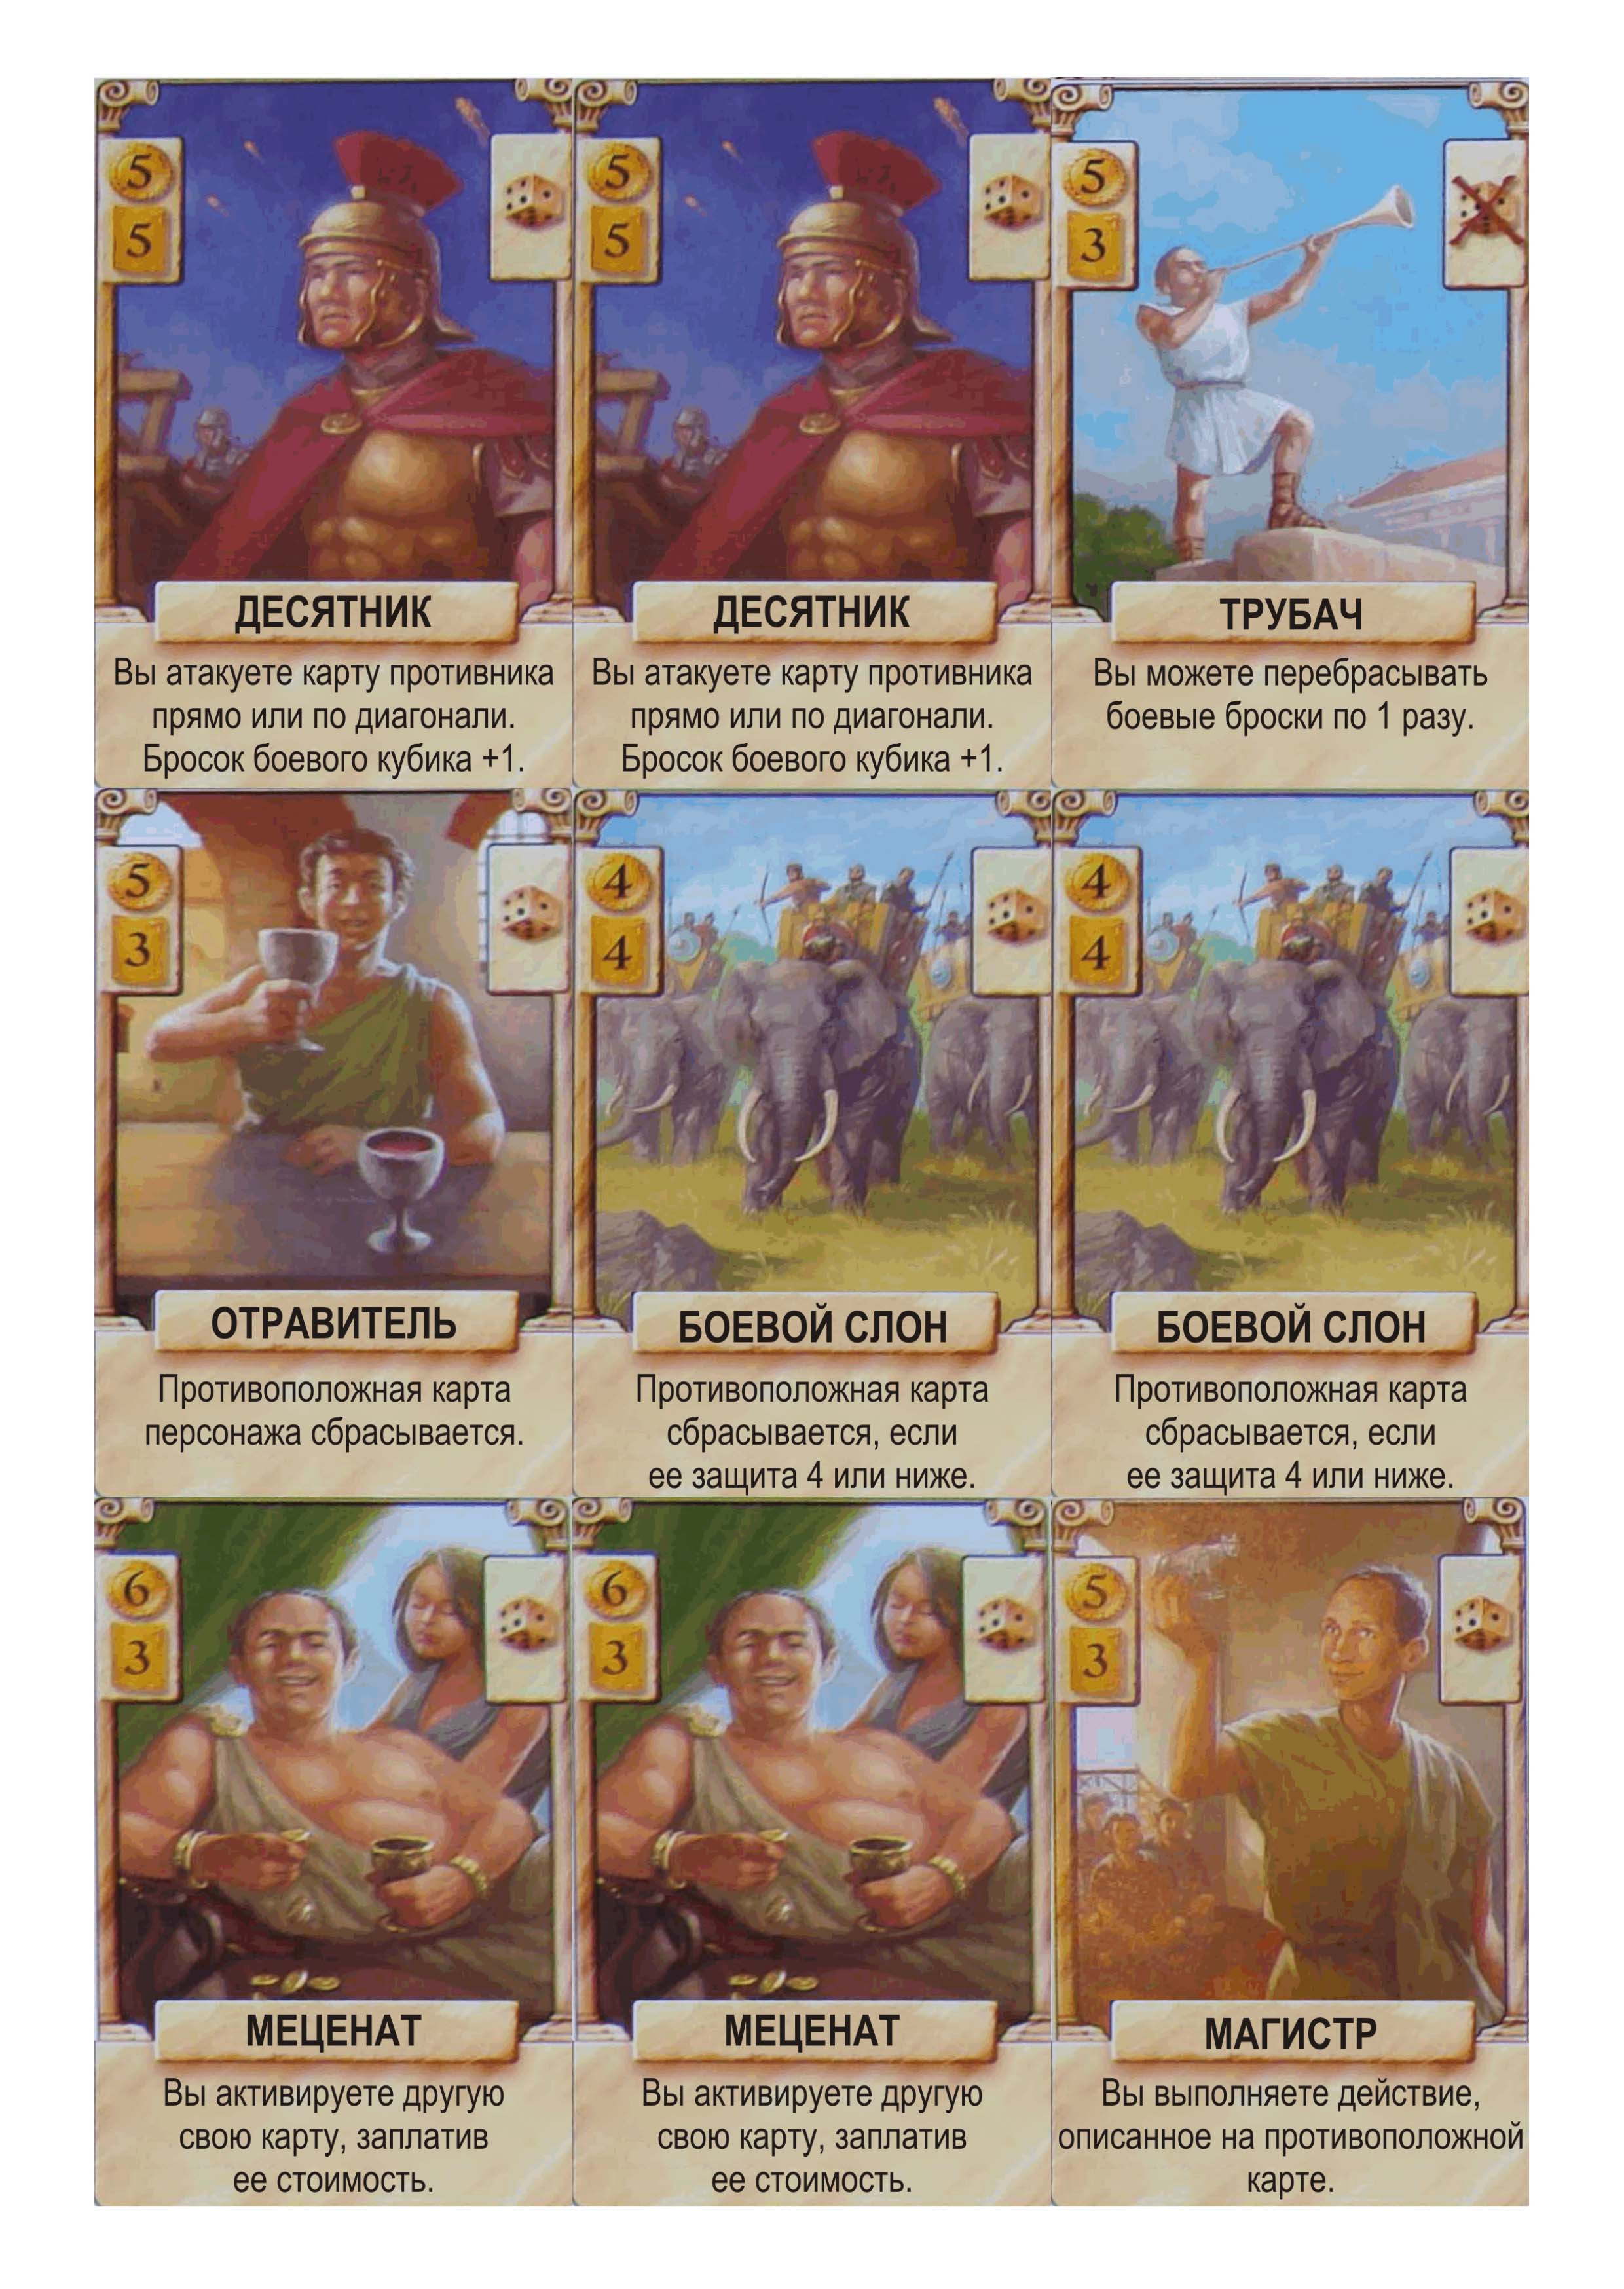 5
5
ДЕСЯТНИК
Вы атакуете карту противника
прямо или по диагонали.
Бросок боевого кубика +1.
5
5
ДЕСЯТНИК
Вы атакуете карту противника
прямо или по диагонали.
Бросок боевого кубика +1.
5
3
ТРУБАЧ
Вы можете перебрасывать
боевые броски по 1 разу.
5
3
ОТРАВИТЕЛЬ
Противоположная карта
персонажа сбрасывается.
4
4
БОЕВОЙ СЛОН
Противоположная карта
сбрасывается, если
ее защита 4 или ниже.
4
4
БОЕВОЙ СЛОН
Противоположная карта
сбрасывается, если
ее защита 4 или ниже.
6
3
МЕЦЕНАТ
Вы активируете другую
свою карту, заплатив
ее стоимость.
6
3
МЕЦЕНАТ
Вы активируете другую
свою карту, заплатив
ее стоимость.
5
3
МАГИСТР
Вы выполняете действие,
описанное на противоположной
карте.